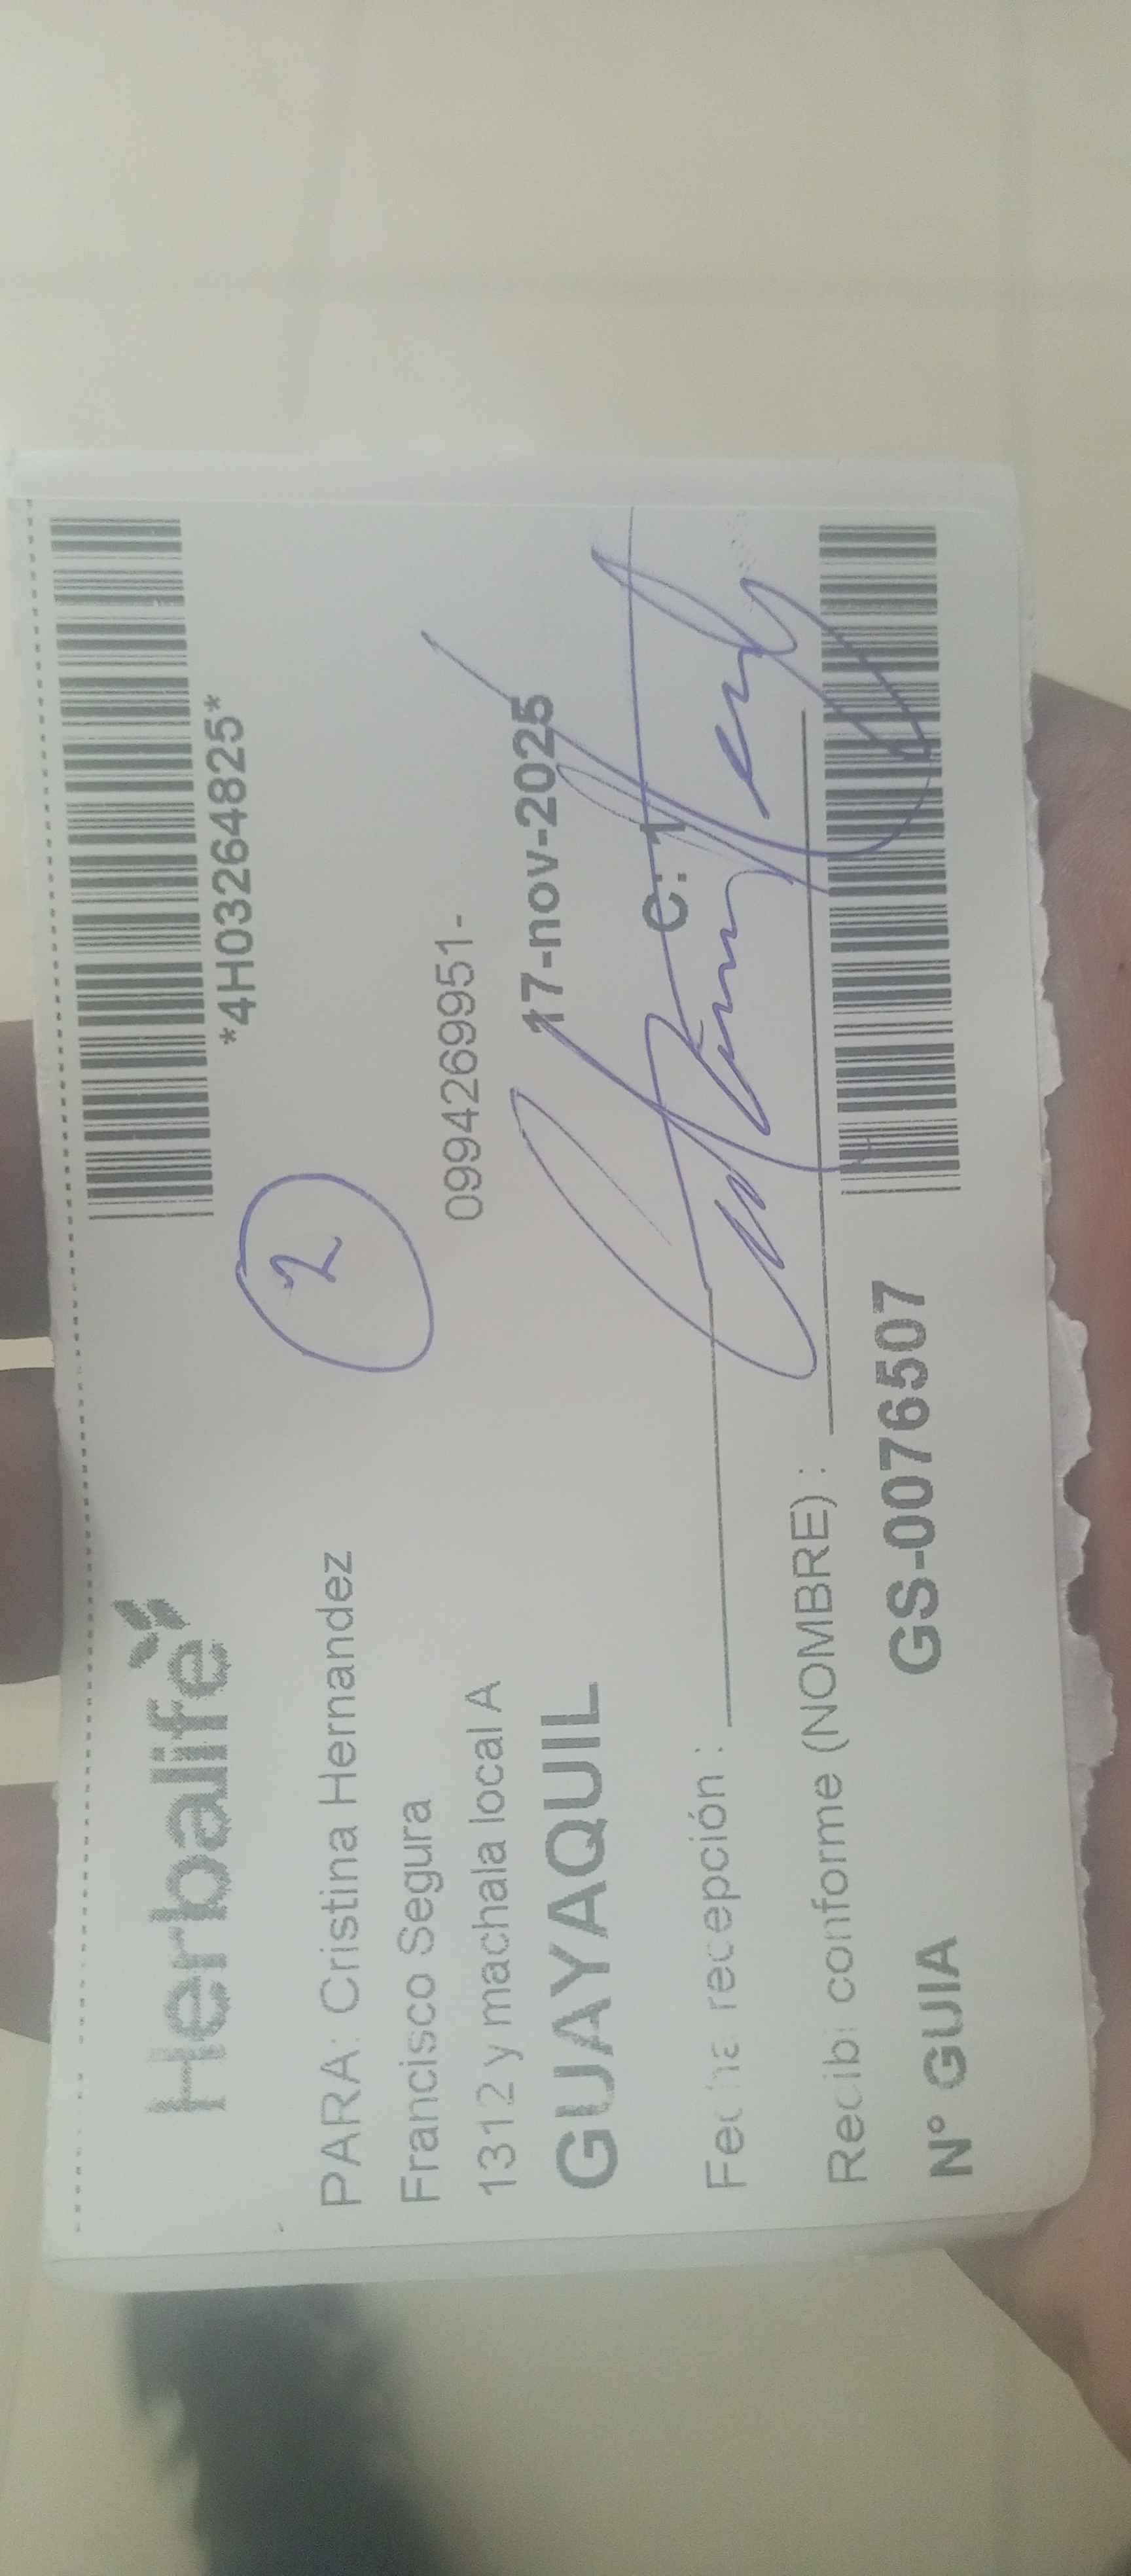 Herbalife
*4H03264825*
PARA: Cristina Hernandez
2
Francisco Segura
0994269951-
1312 y machala local A
17-nov-2025
GUAYAQUIL
C: 1
Fecha recepción :
Recibi conforme (NOMBRE) :
N° GUIA GS-0076507